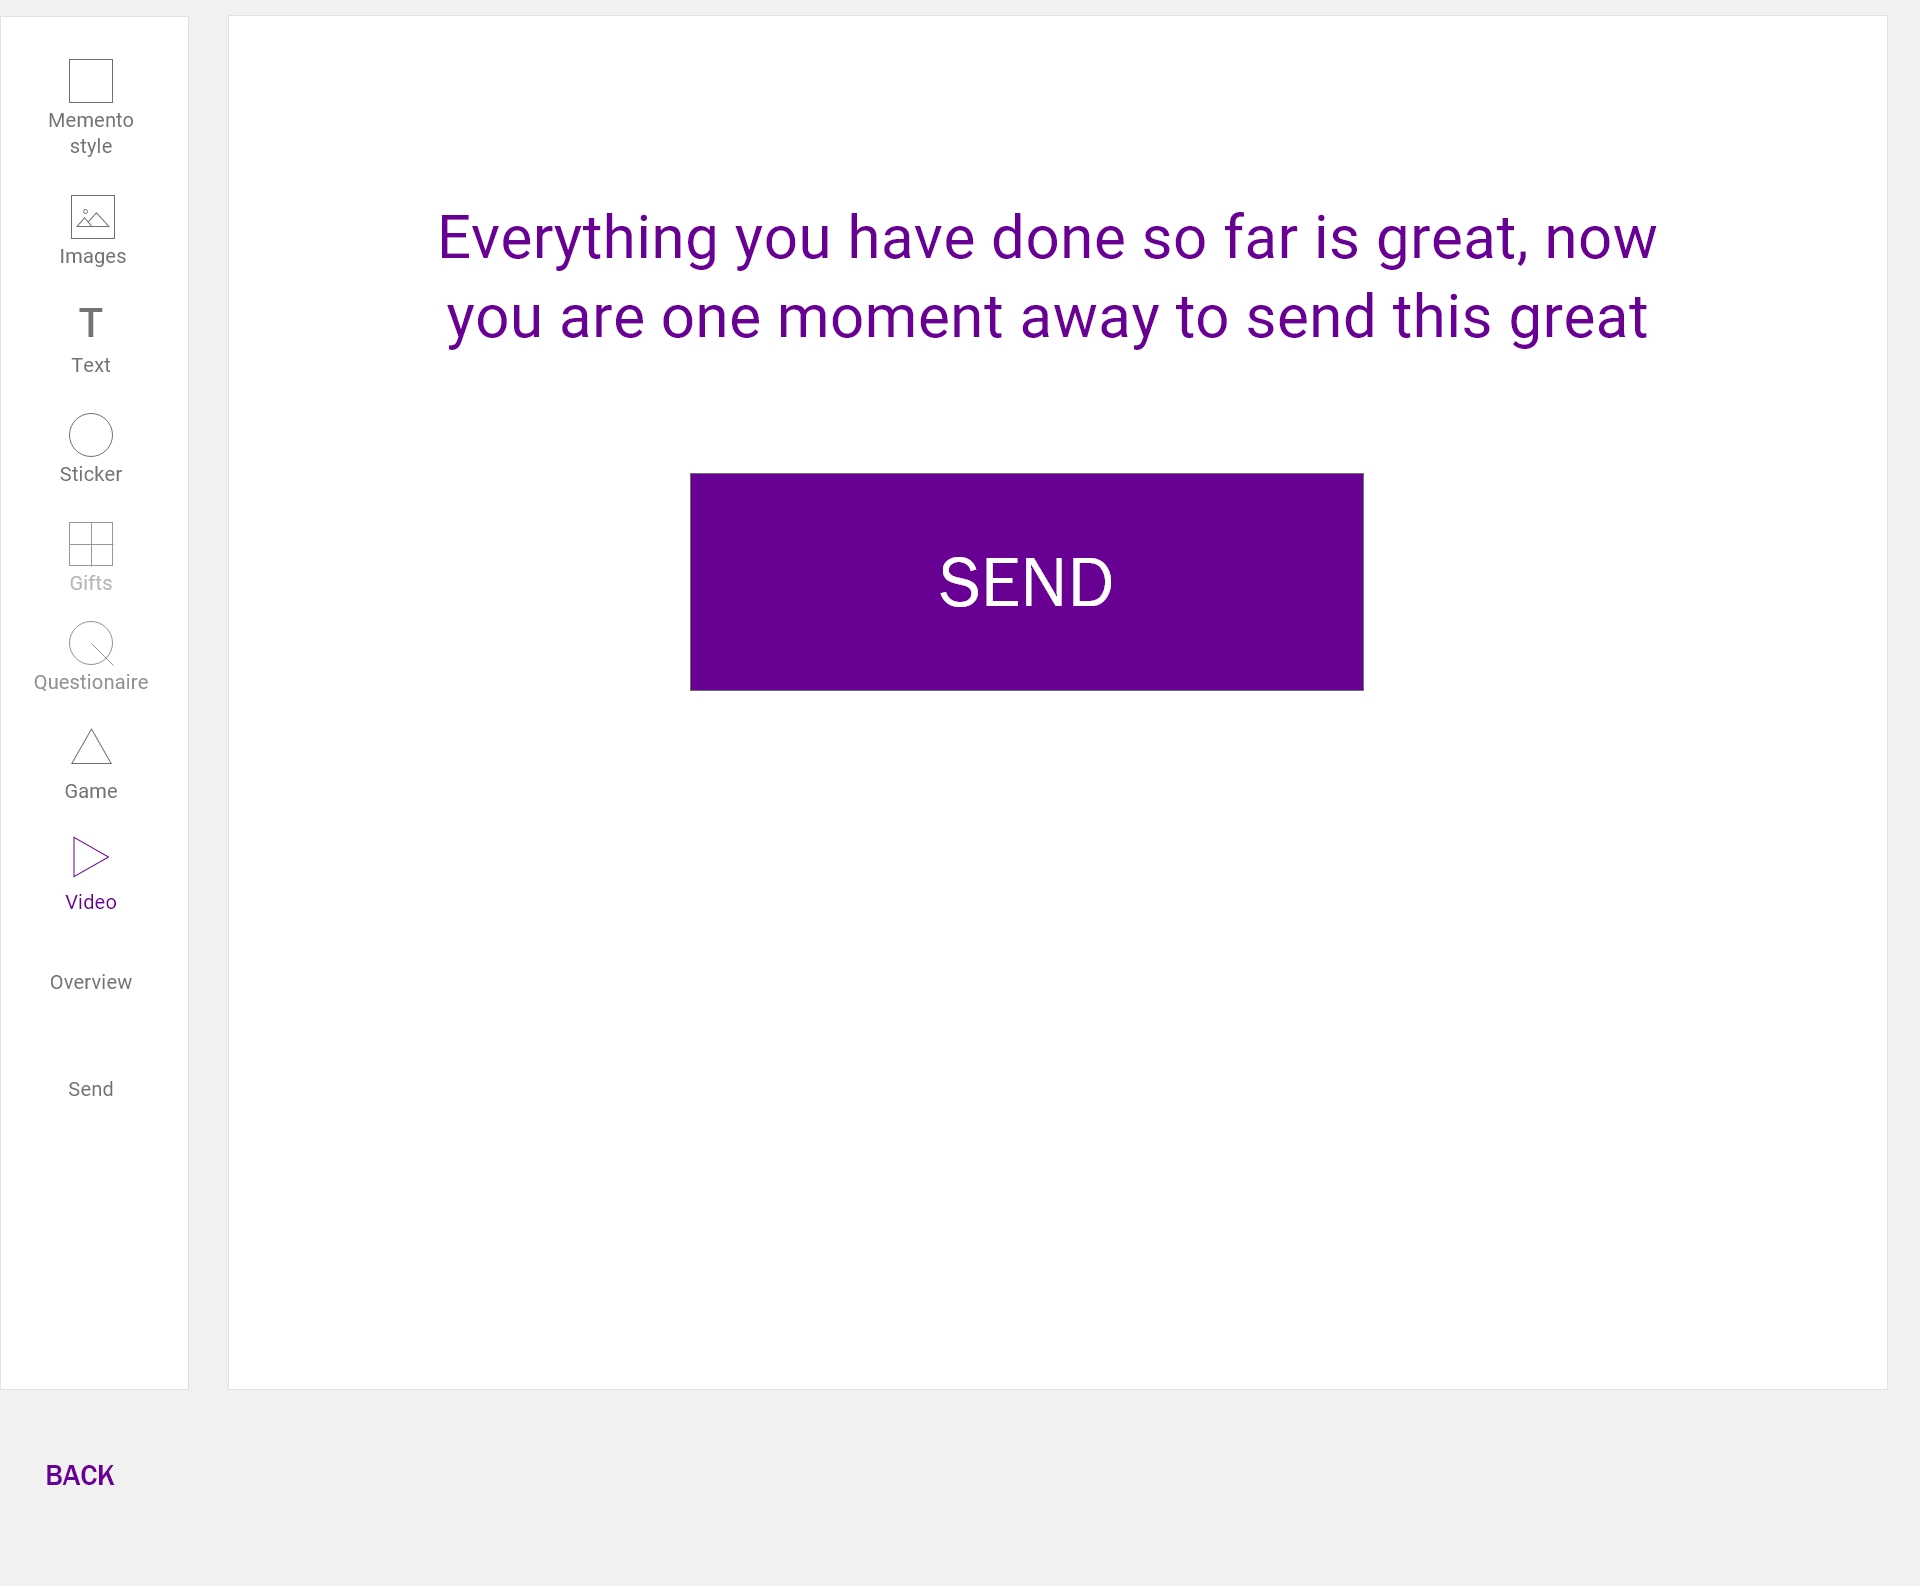 Memento
style
Images
T
Text
Sticker
Gifts
Questionaire
Game
Video
Overview
Send
Everything you have done so far is great, now
you are one moment away to send this great
SEND
BACK